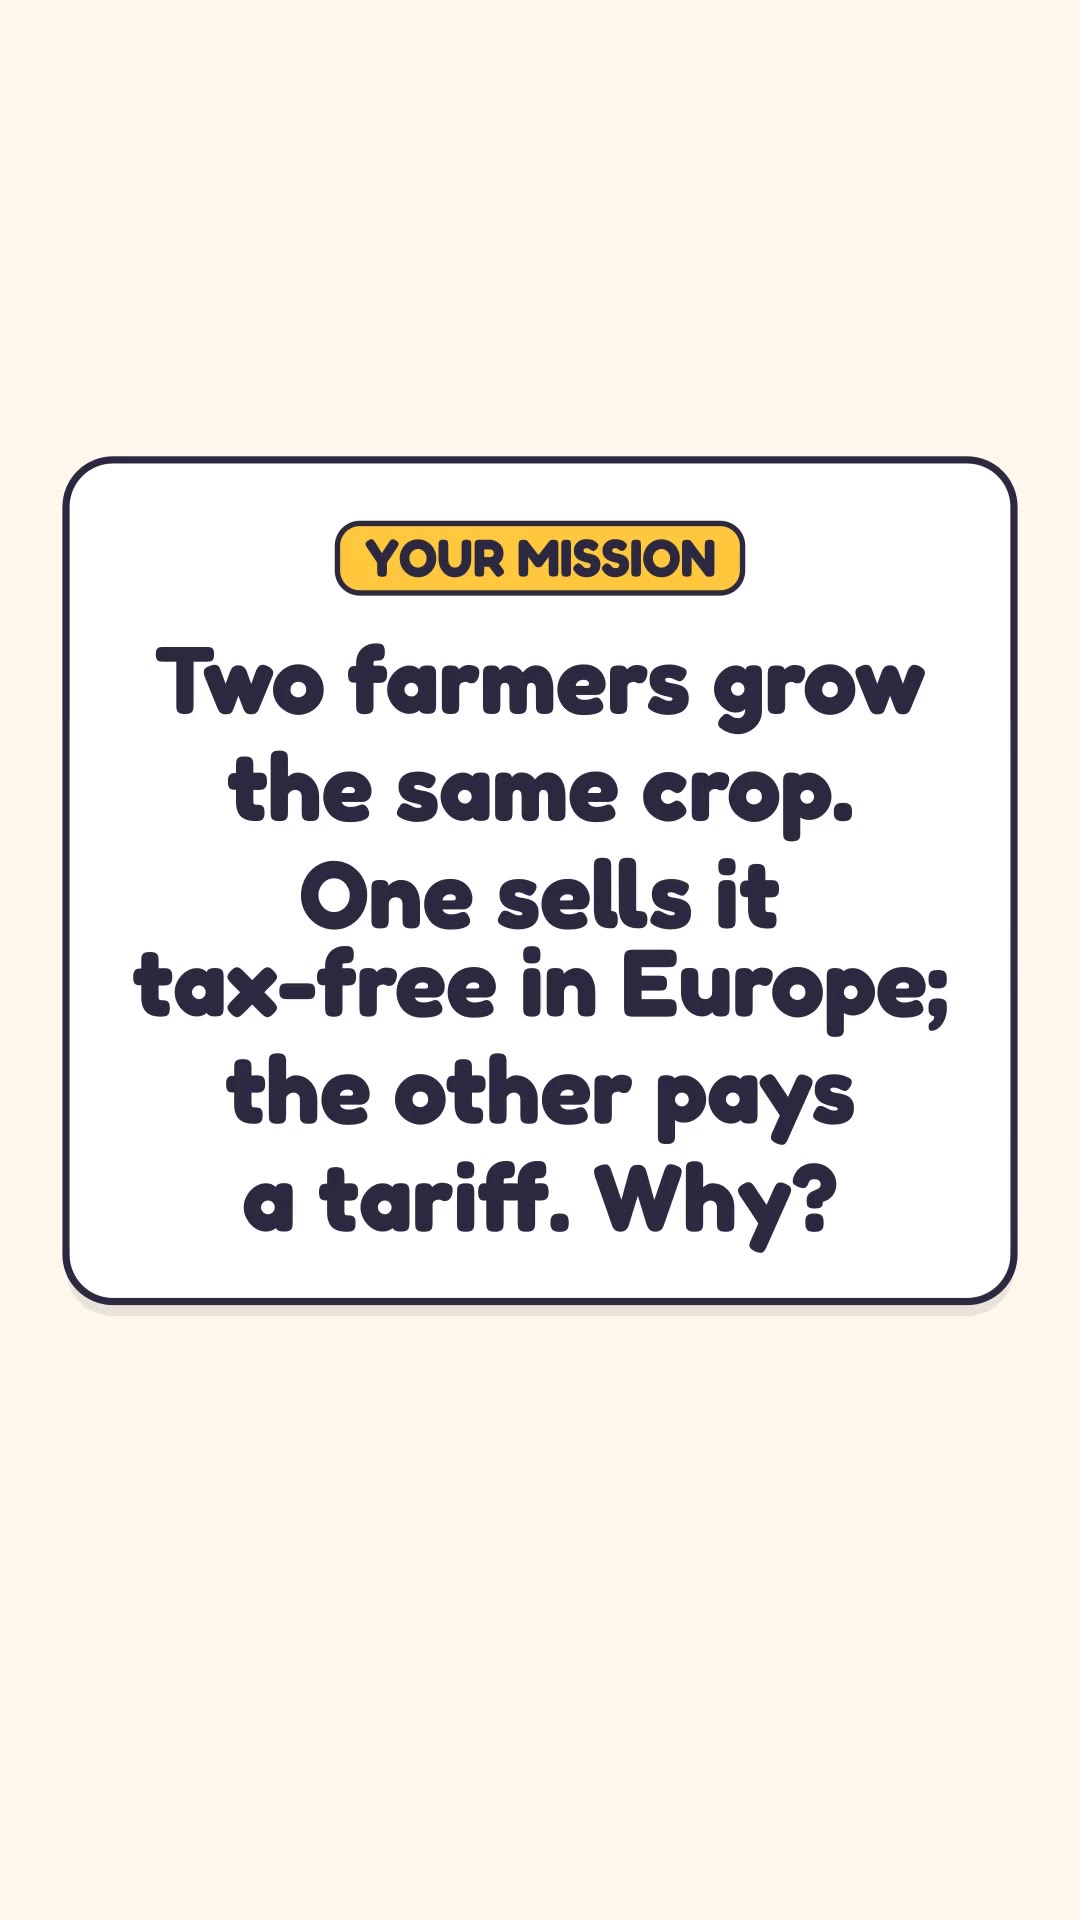 YOUR MISSION
Two farmers grow
the same crop.
One sells it
tax-free in Europe;
the other pays
a tariff. Why?